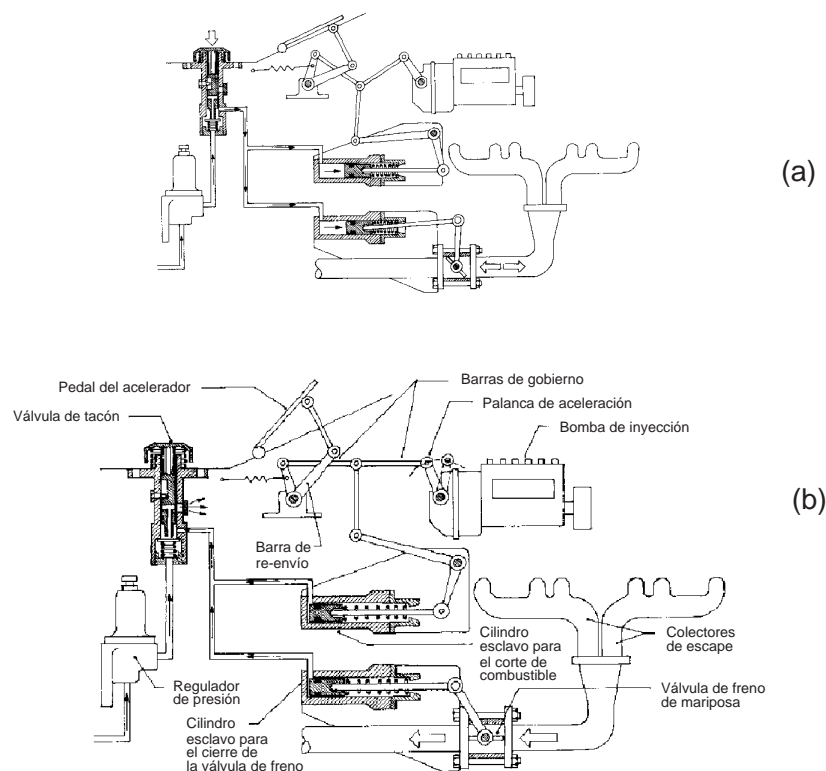 (a)
Pedal del acelerador
Barras de gobierno
Palanca de aceleración
Válvula de tacón
Bomba de inyección
(b)
Barra de
re-envío
Cilindro
esclavo para
el corte de
combustible
Colectores
de escape
Regulador
de presión
Válvula de freno
de mariposa
Cilindro
esclavo para
el cierre de
la válvula de freno